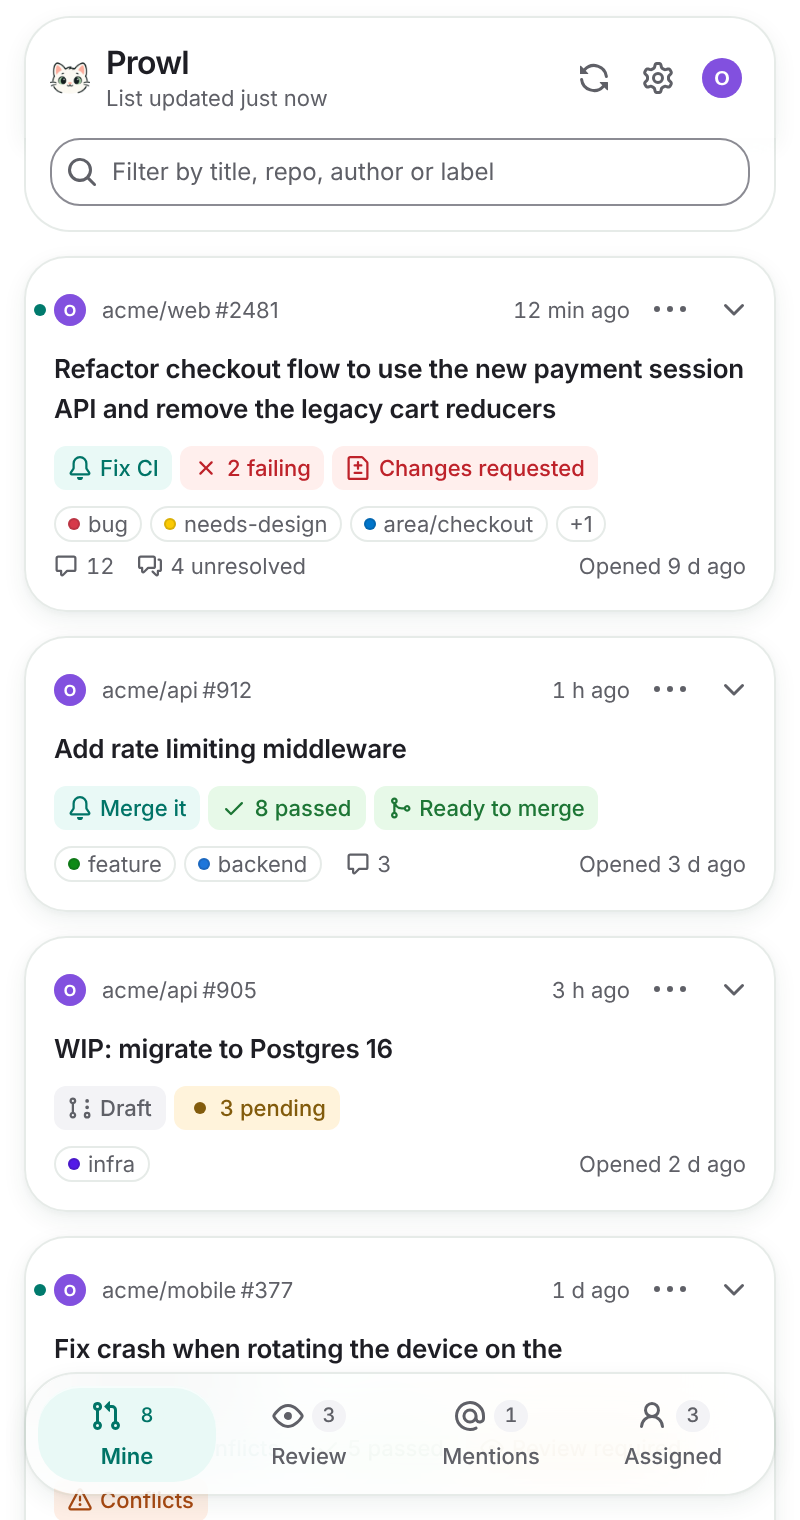 Prowl
List updated just now
O
Filter by title, repo, author or label
O acme/web #2481 12 min ago
Refactor checkout flow to use the new payment session
API and remove the legacy cart reducers
Fix CI 2 failing Changes requested
bug needs-design area/checkout +1
12 4 unresolved Opened 9 d ago
O acme/api #912 1 h ago
Add rate limiting middleware
Merge it 8 passed Ready to merge
feature backend 3 Opened 3 d ago
O acme/api #905 3 h ago
WIP: migrate to Postgres 16
Draft 3 pending
infra Opened 2 d ago
O acme/mobile #377 1 d ago
Fix crash when rotating the device on the
8 3 1 3
Mine Review Mentions Assigned
Conflicts